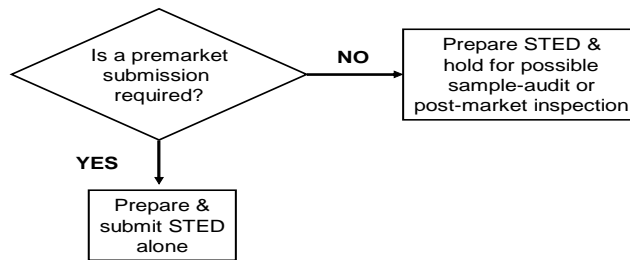 Is a premarket
submission
required?
NO
Prepare STED &
hold for possible
sample-audit or
post-market inspection
YES
Prepare &
submit STED
alone